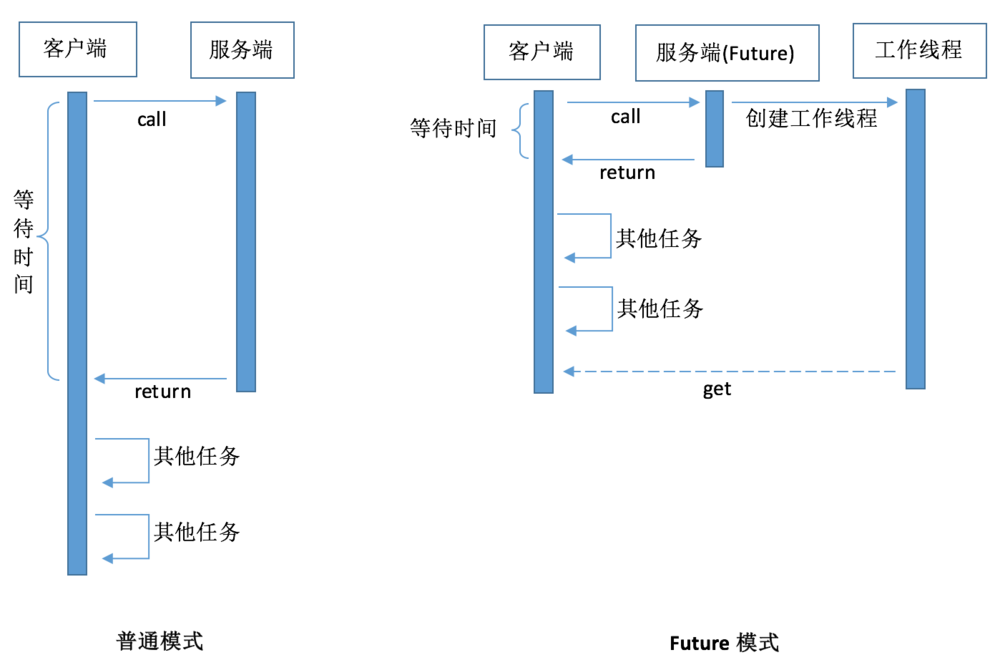 客户端
服务端
call
等待时间
return
其他任务
其他任务
普通模式
客户端
服务端(Future)
工作线程
等待时间
call
创建工作线程
return
其他任务
其他任务
get
Future 模式